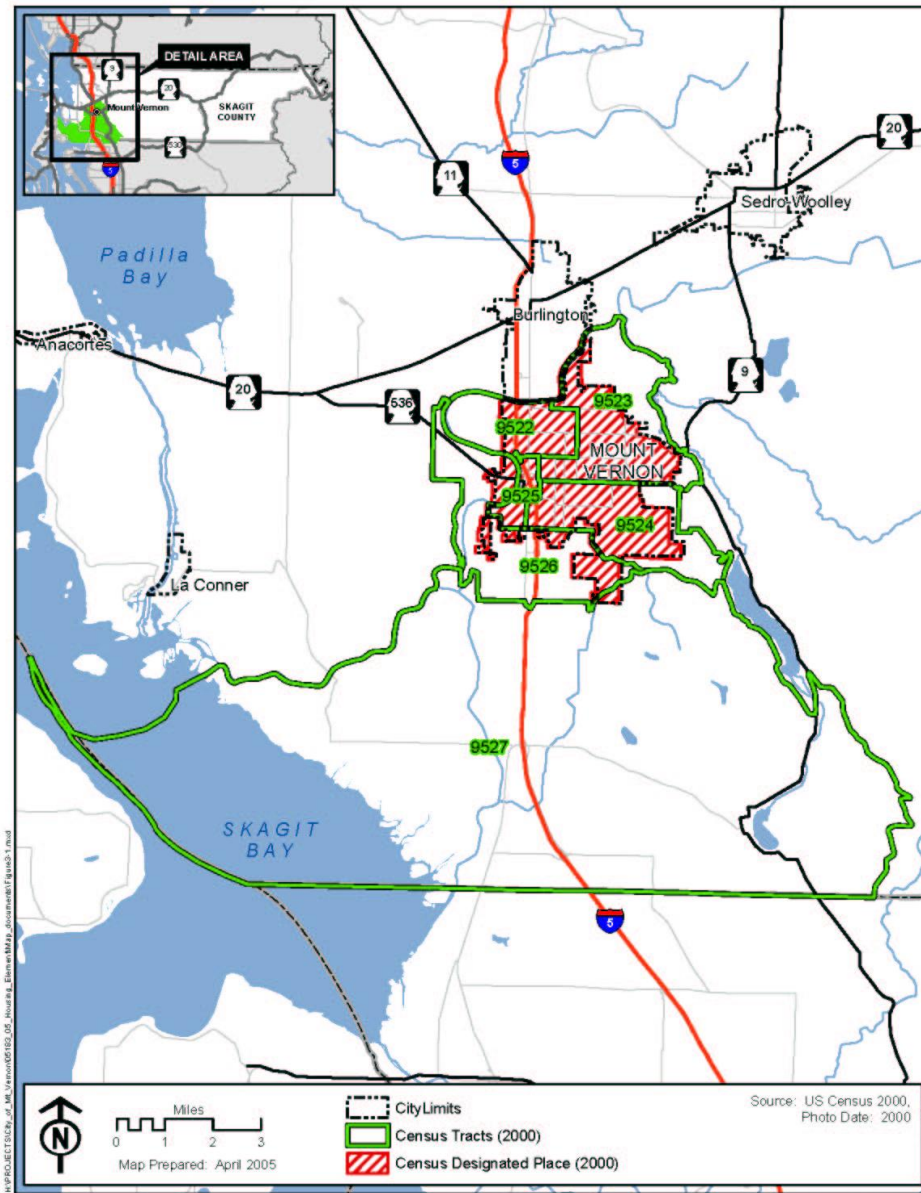 DETAIL AREA
9
20
Mount Vernon
SKAGIT
COUNTY
530
5
5
11
20
Sedro-Woolley
Padilla
Bay
Burlington
Anacortes
20
536
9
9523
9522
MOUNT
VERNON
9525
9524
9526
La Conner
9527
SKAGIT
BAY
5
N
Miles
0 1 2 3
Map Prepared: April 2005
City Limits
Census Tracts (2000)
Census Designated Place (2000)
Source: US Census 2000,
Photo Date: 2000